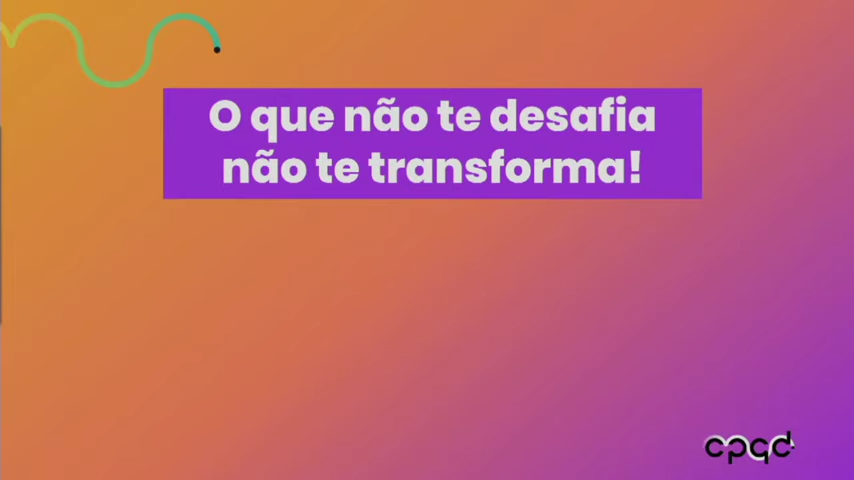 O que não te desafia
não te transforma!
cpqd